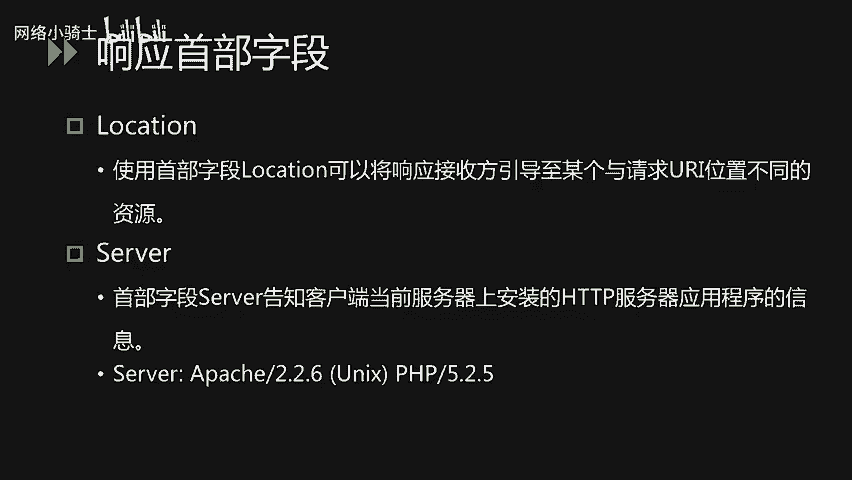 网络小骑士 bilibili
响应首部字段
Location
• 使用首部字段Location可以将响应接收方引导至某个与请求URI位置不同的
资源。
Server
• 首部字段Server告知客户端当前服务器上安装的HTTP服务器应用程序的信
息。
• Server: Apache/2.2.6 (Unix) PHP/5.2.5